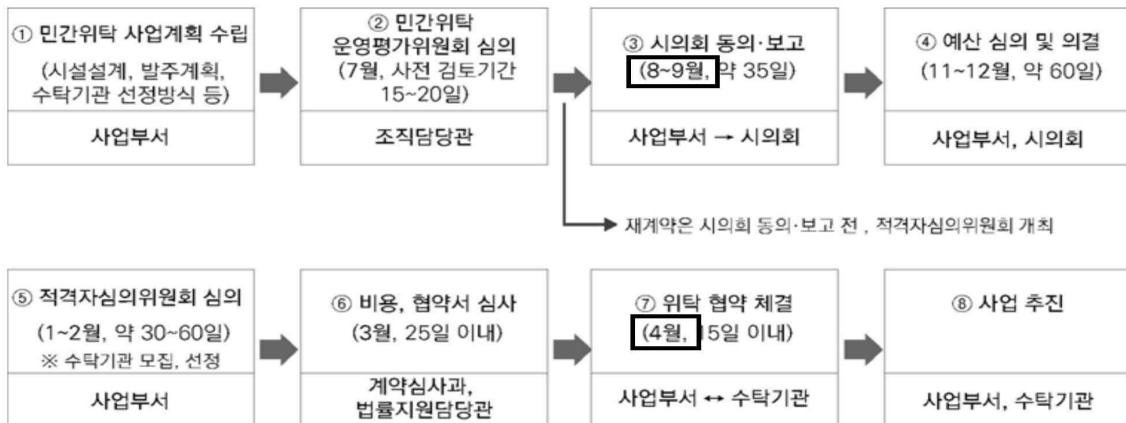 ① 민간위탁 사업계획 수립
(시설설계, 발주계획,
수탁기관 선정방식 등)
사업부서
② 민간위탁
운영평가위원회 심의
(7월, 사전 검토기간
15~20일)
조직담당관
③ 시의회 동의·보고
(8~9월, 약 35일)
사업부서 → 시의회
④ 예산 심의 및 의결
(11~12월, 약 60일)
사업부서, 시의회
재계약은 시의회 동의·보고 전 , 적격자심의위원회 개최
⑤ 적격자심의위원회 심의
(1~2월, 약 30~60일)
※ 수탁기관 모집, 선정
사업부서
⑥ 비용, 협약서 심사
(3월, 25일 이내)
계약심사과,
법률지원담당관
⑦ 위탁 협약 체결
(4월, 15일 이내)
사업부서 ↔ 수탁기관
⑧ 사업 추진
사업부서, 수탁기관